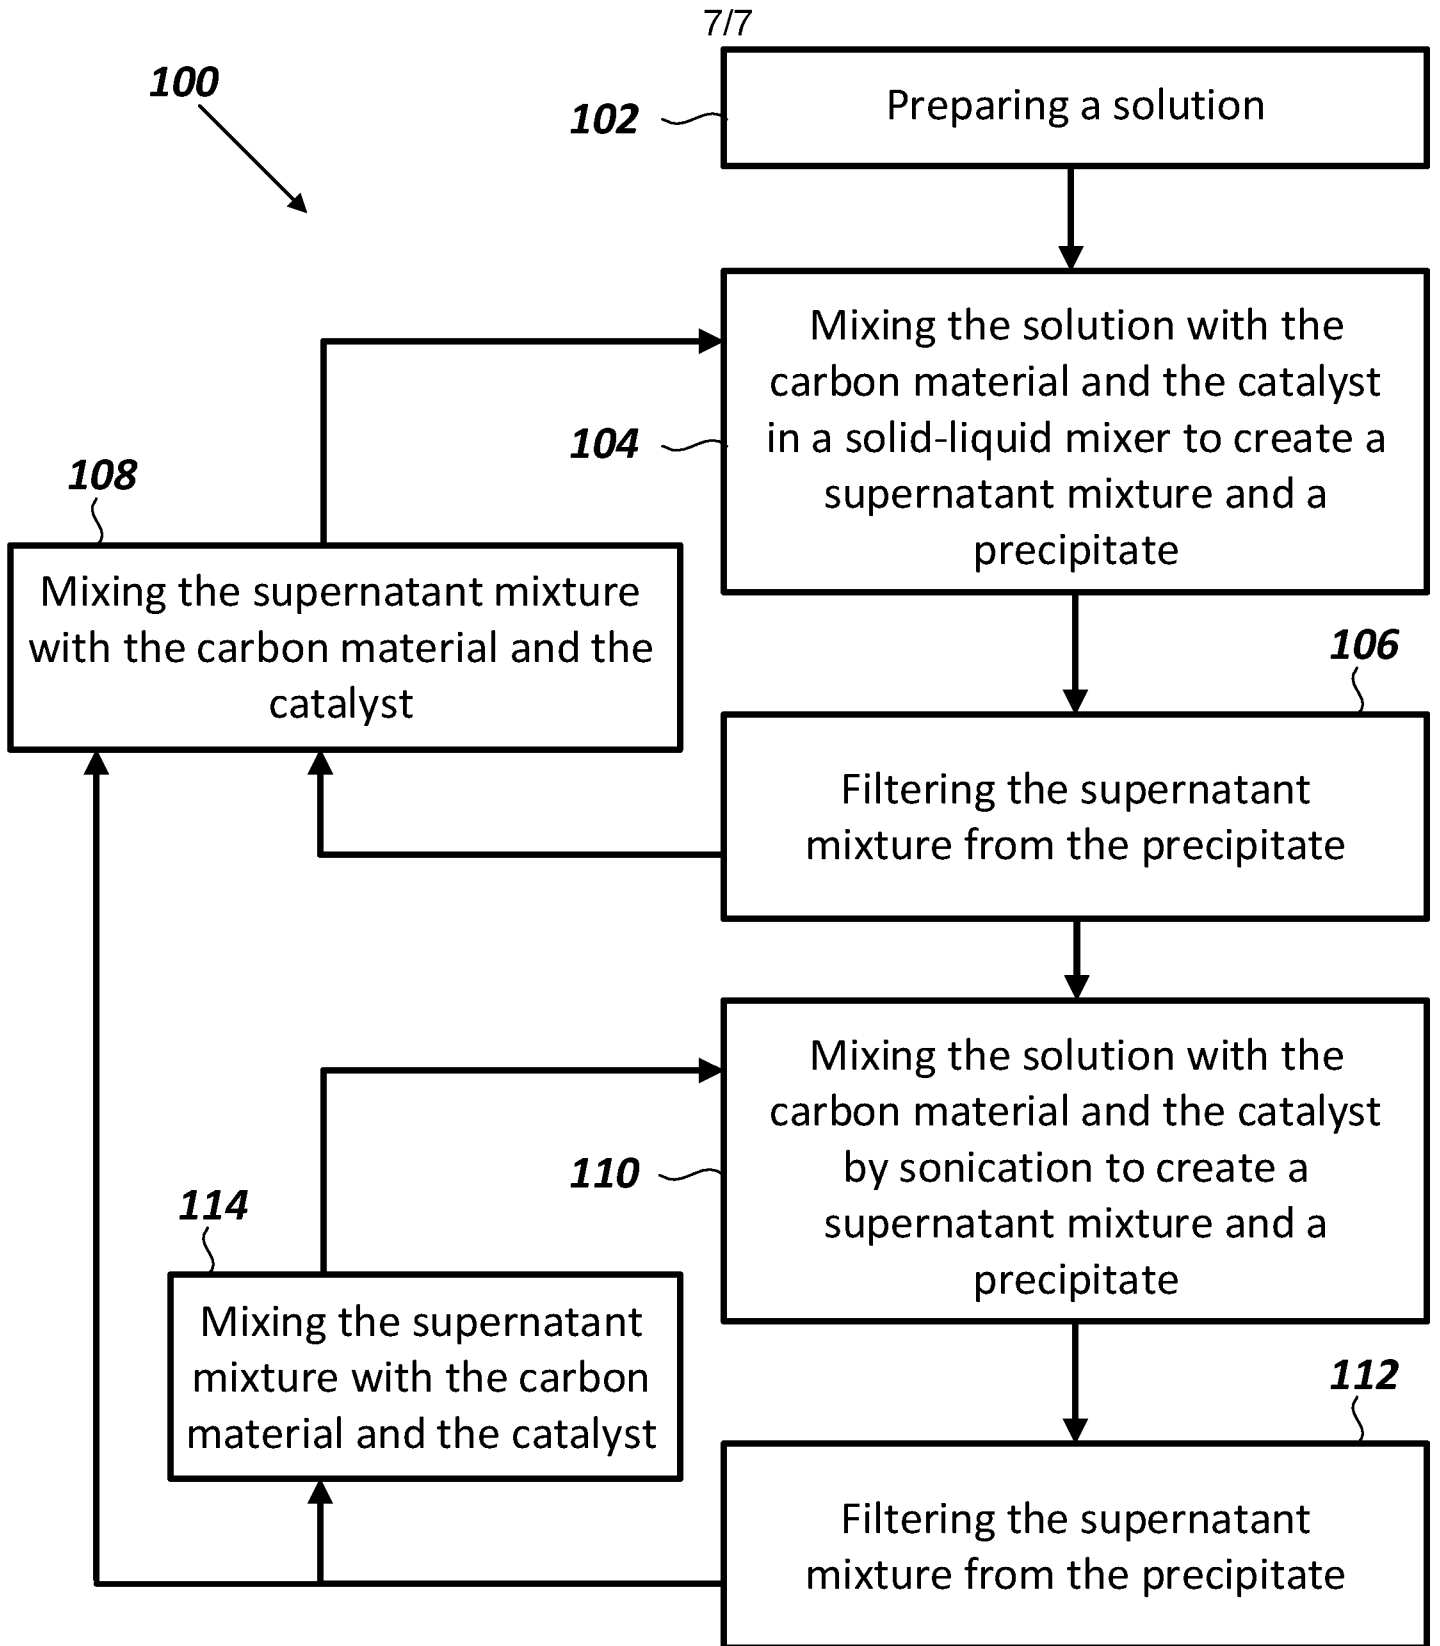 7/7
100
102
Preparing a solution
Mixing the solution with the
carbon material and the catalyst
in a solid-liquid mixer to create a
supernatant mixture and a
precipitate
104
108
Mixing the supernatant mixture
with the carbon material and the
catalyst
106
Filtering the supernatant
mixture from the precipitate
Mixing the solution with the
carbon material and the catalyst
by sonication to create a
supernatant mixture and a
precipitate
110
114
Mixing the supernatant
mixture with the carbon
material and the catalyst
112
Filtering the supernatant
mixture from the precipitate